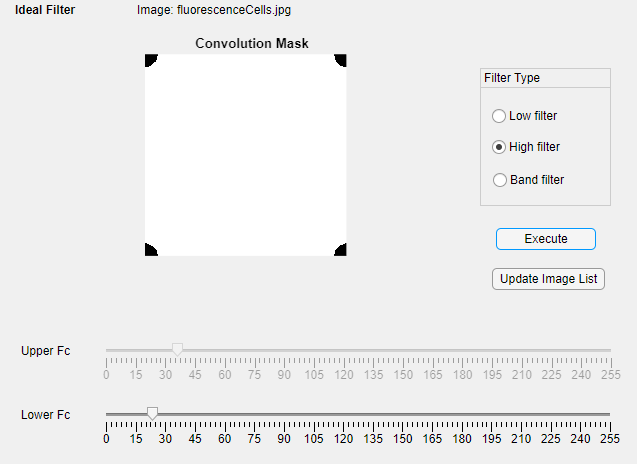 Ideal Filter Image: fluorescenceCells.jpg
Convolution Mask
Filter Type
Low filter
High filter
Band filter
Execute
Update Image List
Upper Fc
0 15 30 45 60 75 90 105 120 135 150 165 180 195 210 225 240 255
Lower Fc
0 15 30 45 60 75 90 105 120 135 150 165 180 195 210 225 240 255